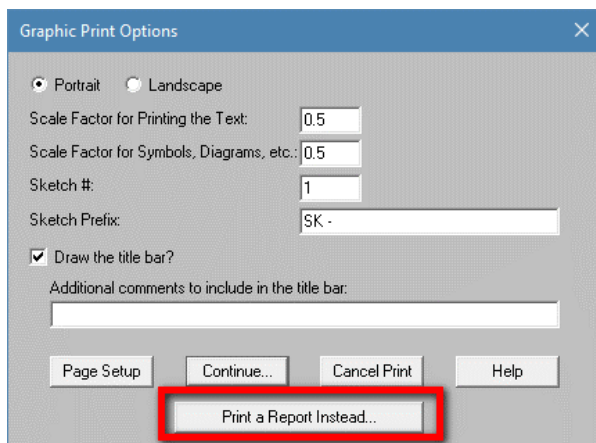 Graphic Print Options
Portrait Landscape
Scale Factor for Printing the Text: 0.5
Scale Factor for Symbols, Diagrams, etc.: 0.5
Sketch #: 1
Sketch Prefix: SK -
Draw the title bar?
Additional comments to include in the title bar:
Page Setup Continue... Cancel Print Help
Print a Report Instead...